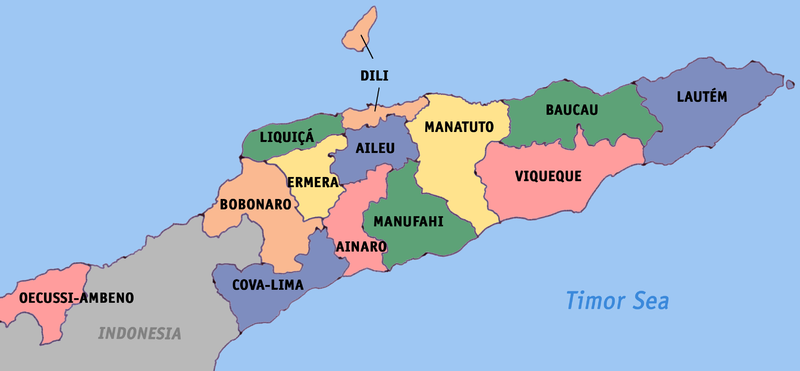 DILI
LAUTÉM
BAUCAU
MANATUTO
LIQUIÇÁ
AILEU
VIQUEQUE
ERMERA
BOBONARO
MANUFAHI
AINARO
COVA-LIMA
OECUSSI-AMBENO
Timor Sea
INDONESIA